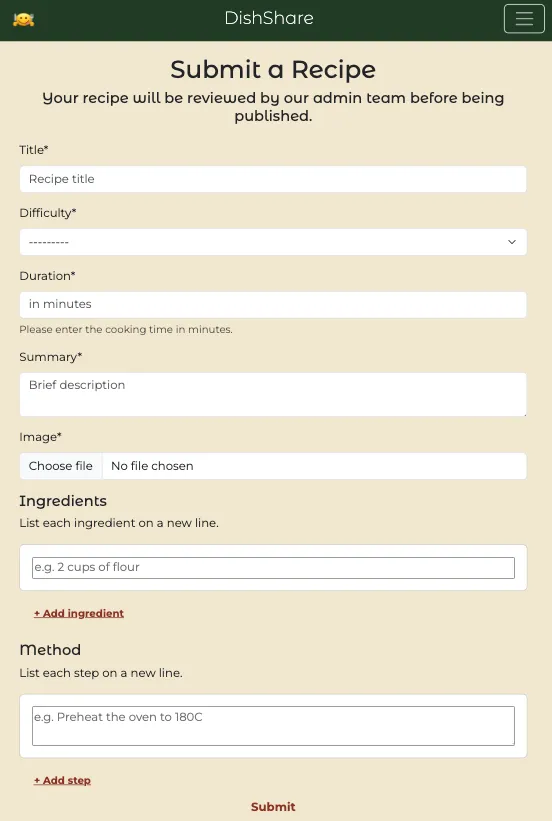 DishShare
Submit a Recipe
Your recipe will be reviewed by our admin team before being
published.
Title*
Recipe title
Difficulty*
---------
Duration*
in minutes
Please enter the cooking time in minutes.
Summary*
Brief description
Image*
Choose file No file chosen
Ingredients
List each ingredient on a new line.
e.g. 2 cups of flour
+ Add ingredient
Method
List each step on a new line.
e.g. Preheat the oven to 180C
+ Add step
Submit